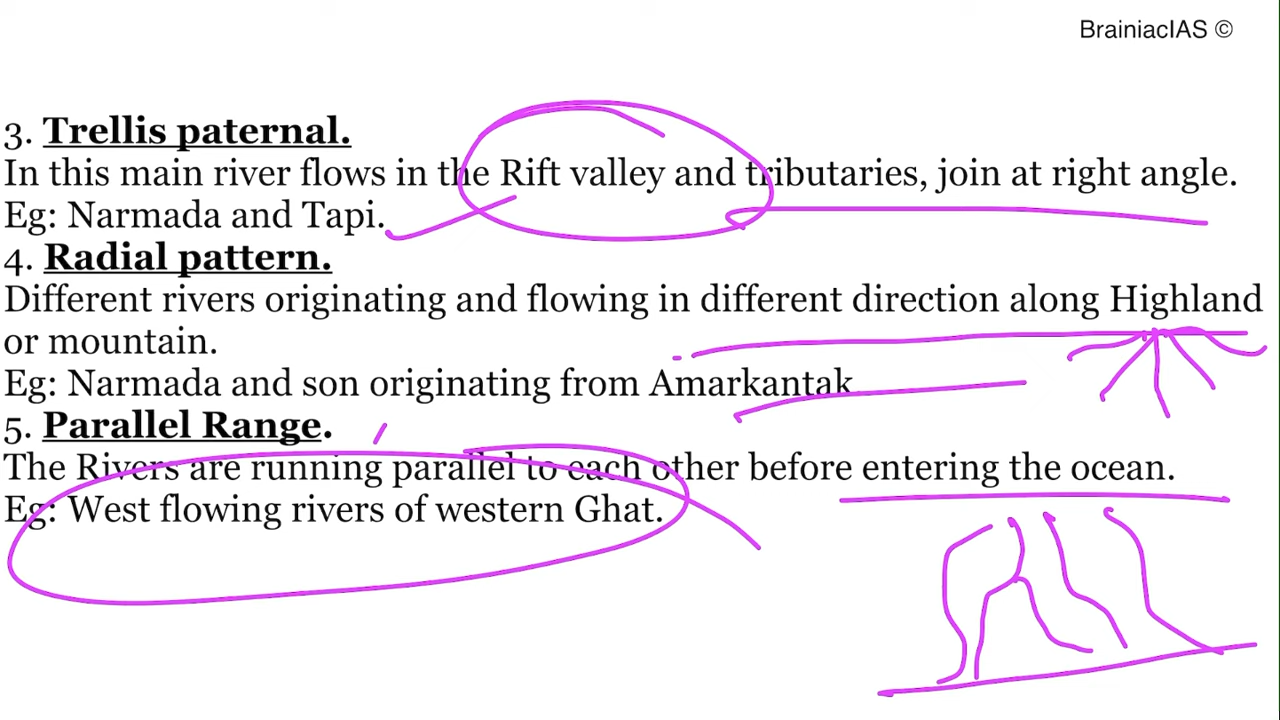 BrainiacIAS ©
3. Trellis paternal.
In this main river flows in the Rift valley and tributaries, join at right angle.
Eg: Narmada and Tapi.
4. Radial pattern.
Different rivers originating and flowing in different direction along Highland
or mountain.
Eg: Narmada and son originating from Amarkantak
5. Parallel Range.
The Rivers are running parallel to each other before entering the ocean.
Eg: West flowing rivers of western Ghat.